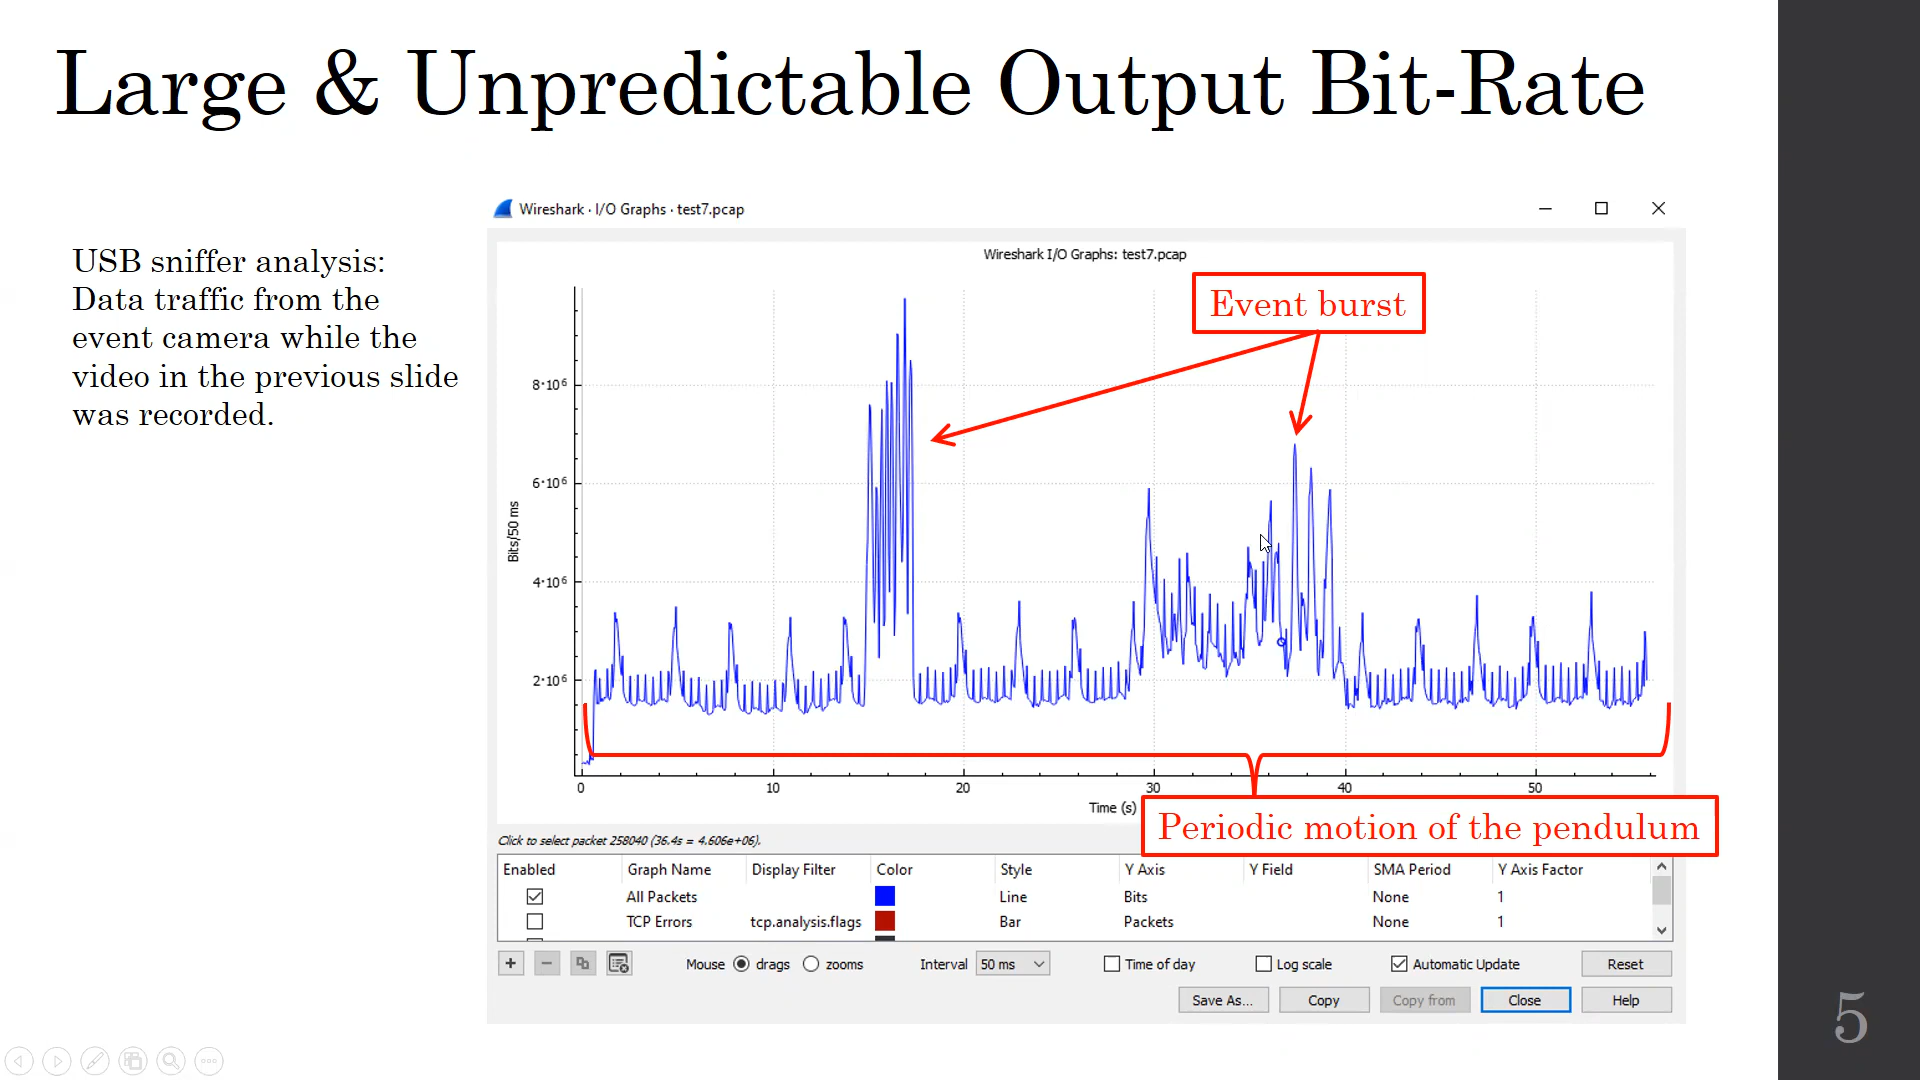 Large & Unpredictable Output Bit-Rate
USB sniffer analysis:
Data traffic from the
event camera while the
video in the previous slide
was recorded.
Wireshark · I/O Graphs · test7.pcap
Wireshark I/O Graphs: test7.pcap
Event burst
8·10⁶
6·10⁶
4·10⁶
2·10⁶
Bits/50 ms
0 10 20 30 40 50
Time (s)
Periodic motion of the pendulum
Click to select packet 258040 (36.4s = 4.606e+06).
Enabled Graph Name Display Filter Color Style Y Axis Y Field SMA Period Y Axis Factor
All Packets Line Bits None 1
TCP Errors tcp.analysis.flags Bar Packets None 1
Mouse drags zooms Interval 50 ms Time of day Log scale Automatic Update Reset
Save As... Copy Copy from Close Help
5